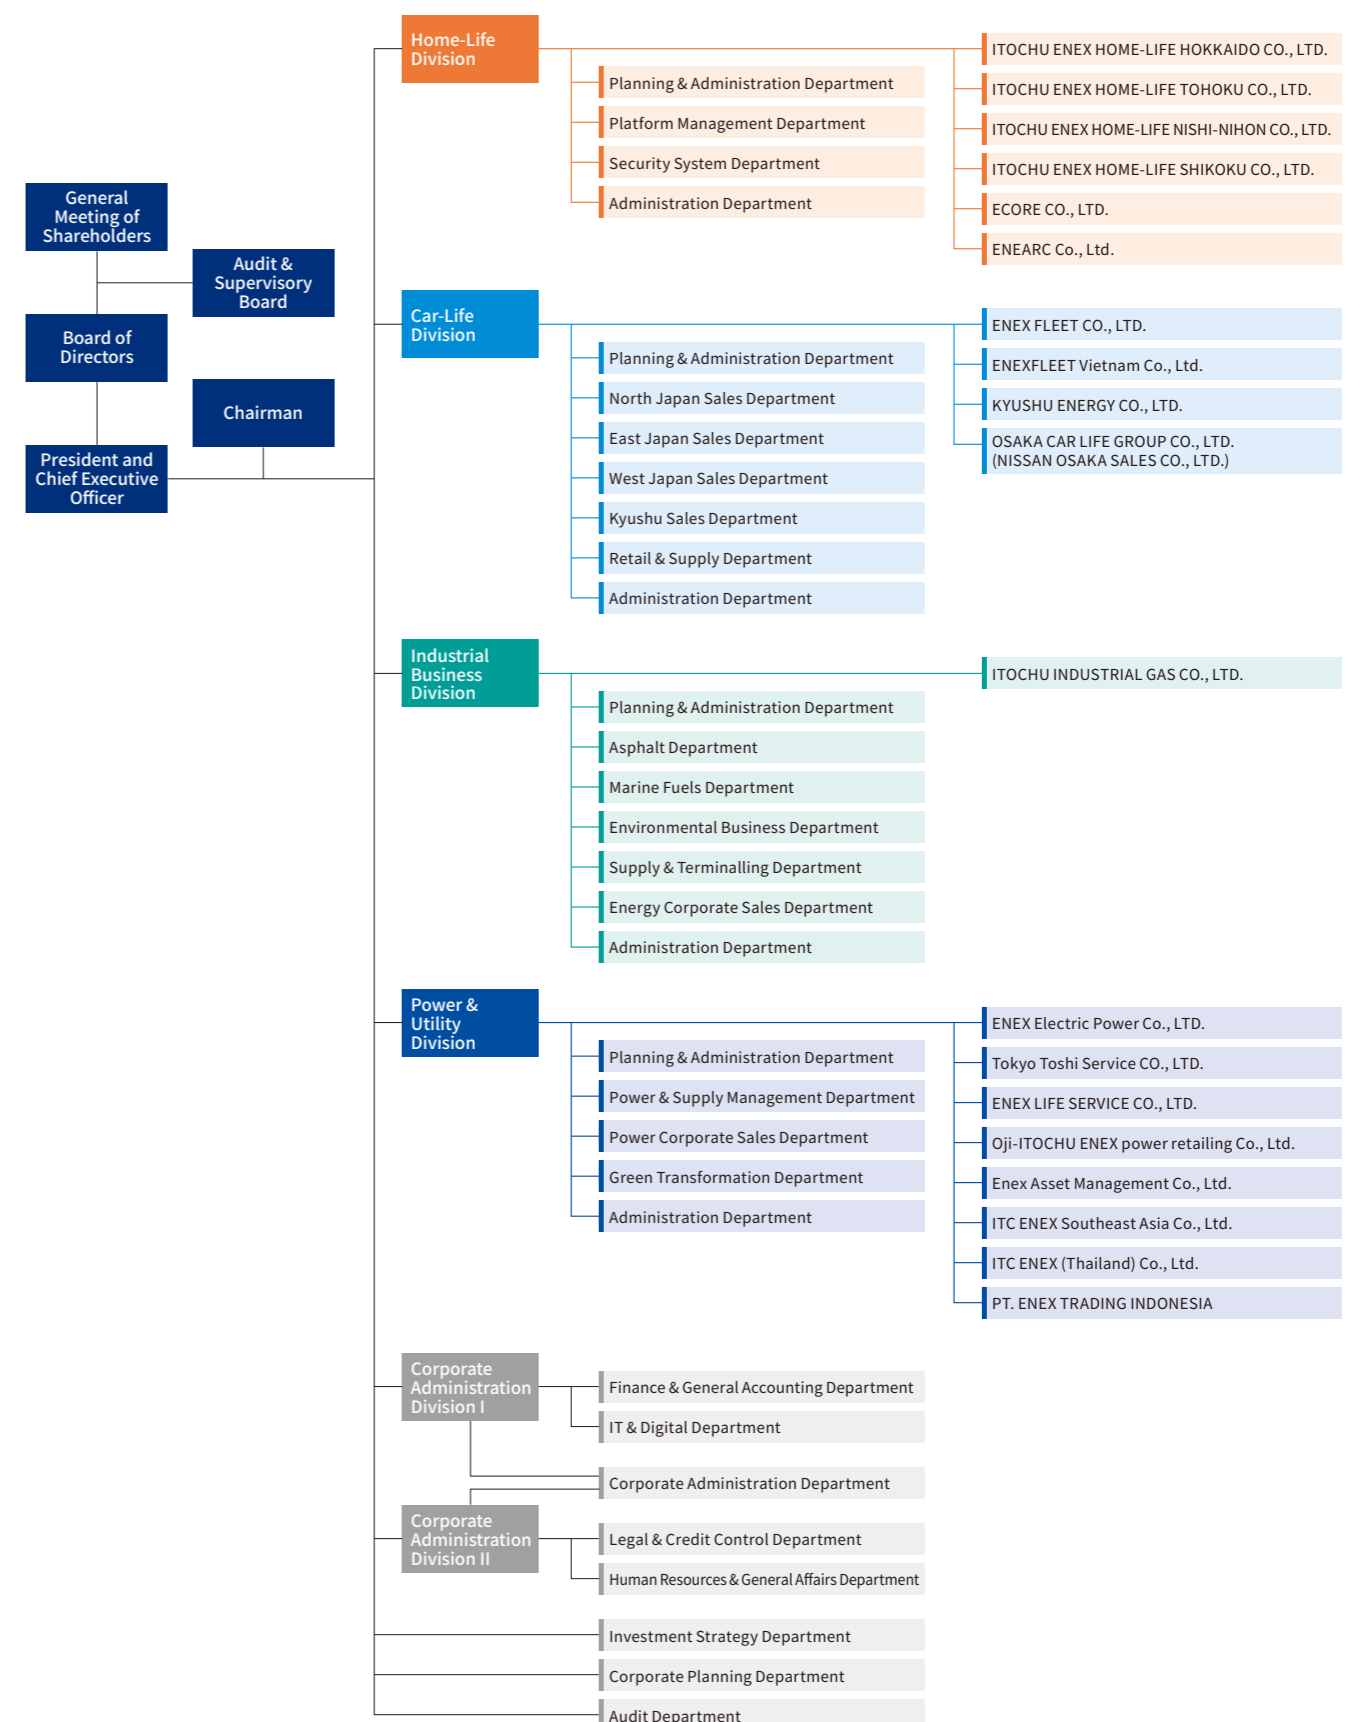 General
Meeting of
Shareholders
Audit &
Supervisory
Board
Board of
Directors
Chairman
President and
Chief Executive
Officer
Home-Life
Division
Planning & Administration Department
Platform Management Department
Security System Department
Administration Department
ITOCHU ENEX HOME-LIFE HOKKAIDO CO., LTD.
ITOCHU ENEX HOME-LIFE TOHOKU CO., LTD.
ITOCHU ENEX HOME-LIFE NISHI-NIHON CO., LTD.
ITOCHU ENEX HOME-LIFE SHIKOKU CO., LTD.
ECORE CO., LTD.
ENEARC Co., Ltd.
Car-Life
Division
Planning & Administration Department
North Japan Sales Department
East Japan Sales Department
West Japan Sales Department
Kyushu Sales Department
Retail & Supply Department
Administration Department
ENEX FLEET CO., LTD.
ENEXFLEET Vietnam Co., Ltd.
KYUSHU ENERGY CO., LTD.
OSAKA CAR LIFE GROUP CO., LTD.
(NISSAN OSAKA SALES CO., LTD.)
Industrial
Business
Division
Planning & Administration Department
Asphalt Department
Marine Fuels Department
Environmental Business Department
Supply & Terminalling Department
Energy Corporate Sales Department
Administration Department
ITOCHU INDUSTRIAL GAS CO., LTD.
Power &
Utility
Division
Planning & Administration Department
Power & Supply Management Department
Power Corporate Sales Department
Green Transformation Department
Administration Department
ENEX Electric Power Co., LTD.
Tokyo Toshi Service CO., LTD.
ENEX LIFE SERVICE CO., LTD.
Oji-ITOCHU ENEX power retailing Co., Ltd.
Enex Asset Management Co., Ltd.
ITC ENEX Southeast Asia Co., Ltd.
ITC ENEX (Thailand) Co., Ltd.
PT. ENEX TRADING INDONESIA
Corporate
Administration
Division I
Finance & General Accounting Department
IT & Digital Department
Corporate Administration Department
Corporate
Administration
Division II
Legal & Credit Control Department
Human Resources & General Affairs Department
Investment Strategy Department
Corporate Planning Department
Audit Department